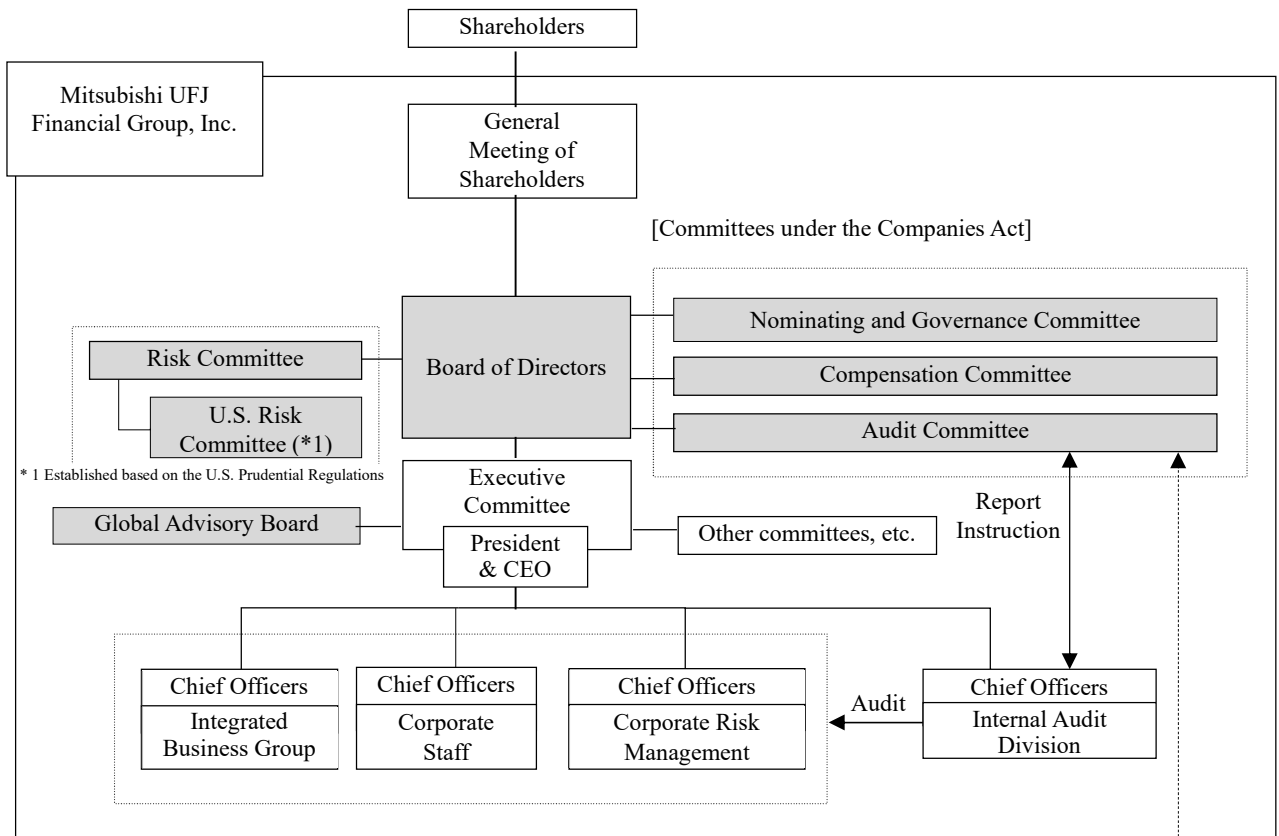 Shareholders
Mitsubishi UFJ
Financial Group, Inc.
General
Meeting of
Shareholders
[Committees under the Companies Act]
Nominating and Governance Committee
Risk Committee
Board of Directors
Compensation Committee
U.S. Risk
Committee (*1)
Audit Committee
* 1 Established based on the U.S. Prudential Regulations
Executive
Committee
Report
Instruction
Global Advisory Board
Other committees, etc.
President
& CEO
Chief Officers
Integrated
Business Group
Chief Officers
Corporate
Staff
Chief Officers
Corporate Risk
Management
Audit
Chief Officers
Internal Audit
Division